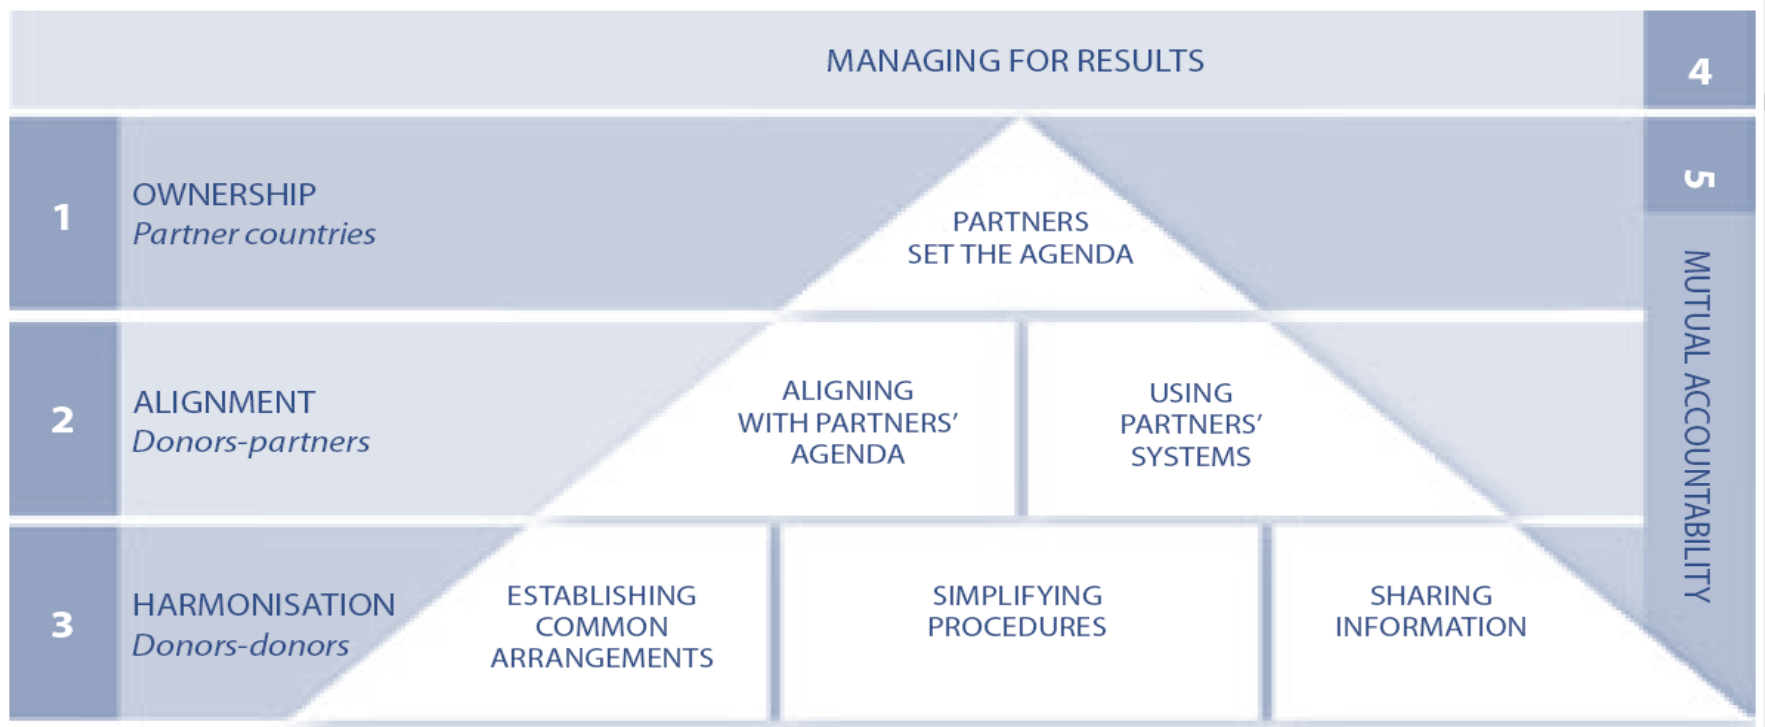 MANAGING FOR RESULTS
4
1
OWNERSHIP
Partner countries
PARTNERS
SET THE AGENDA
5
MUTUAL ACCOUNTABILITY
2
ALIGNMENT
Donors-partners
ALIGNING
WITH PARTNERS’
AGENDA
USING
PARTNERS’
SYSTEMS
3
HARMONISATION
Donors-donors
ESTABLISHING
COMMON
ARRANGEMENTS
SIMPLIFYING
PROCEDURES
SHARING
INFORMATION